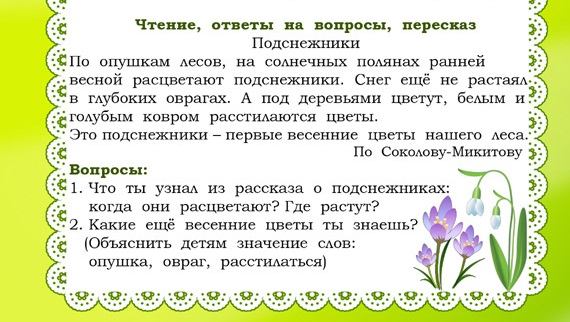 Чтение, ответы на вопросы, пересказ
Подснежники
По опушкам лесов, на солнечных полянах ранней
весной расцветают подснежники. Снег ещё не растаял
в глубоких оврагах. А под деревьями цветут, белым и
голубым ковром расстилаются цветы.
Это подснежники – первые весенние цветы нашего леса.
По Соколову-Микитову
Вопросы:
1. Что ты узнал из рассказа о подснежниках:
когда они расцветают? Где растут?
2. Какие ещё весенние цветы ты знаешь?
(Объяснить детям значение слов:
опушка, овраг, расстилаться)